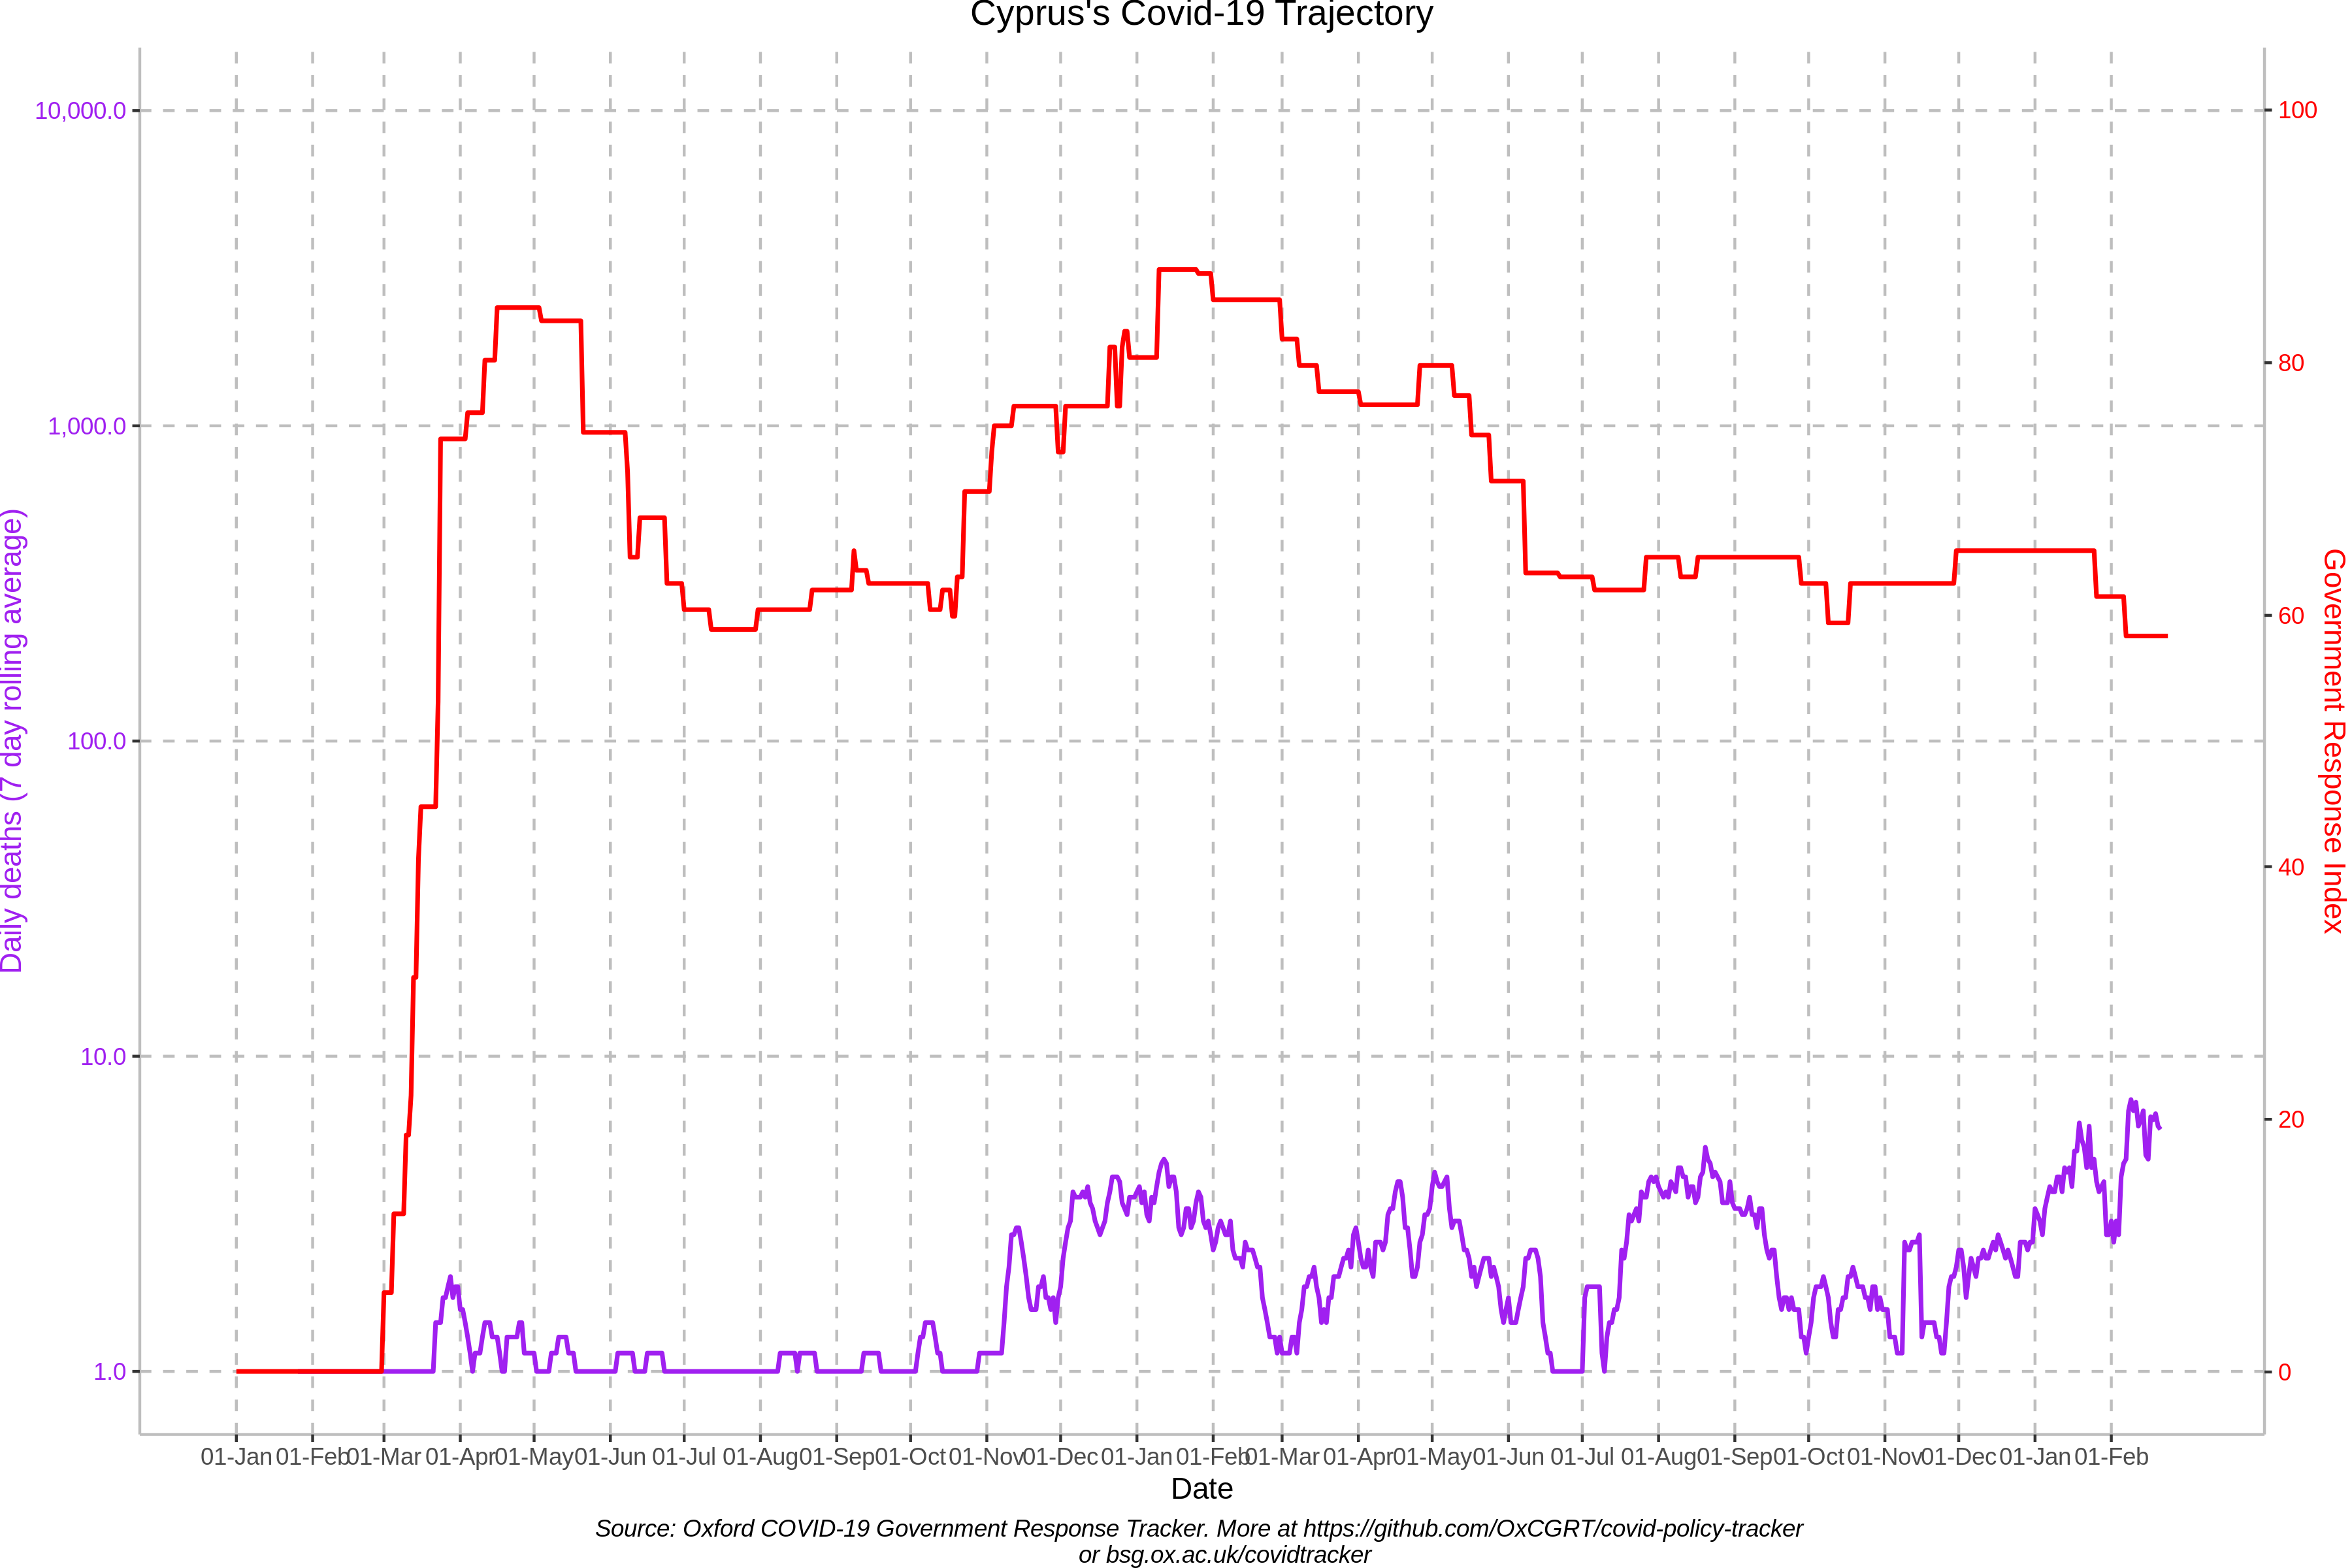 Cyprus's Covid-19 Trajectory
10,000.0
1,000.0
100.0
10.0
1.0
Daily deaths (7 day rolling average)
100
80
60
40
20
0
Government Response Index
01-Jan 01-Feb 01-Mar 01-Apr 01-May 01-Jun 01-Jul 01-Aug 01-Sep 01-Oct 01-Nov 01-Dec 01-Jan 01-Feb 01-Mar 01-Apr 01-May 01-Jun 01-Jul 01-Aug 01-Sep 01-Oct 01-Nov 01-Dec 01-Jan 01-Feb
Date
Source: Oxford COVID-19 Government Response Tracker. More at https://github.com/OxCGRT/covid-policy-tracker
or bsg.ox.ac.uk/covidtracker